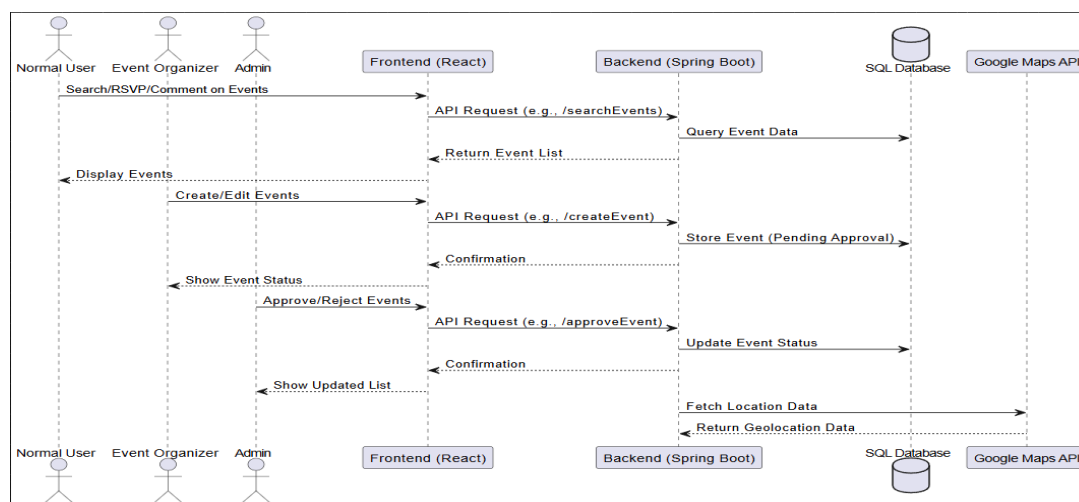 Normal User Event Organizer Admin Frontend (React) Backend (Spring Boot) SQL Database Google Maps API
Search/RSVP/Comment on Events
API Request (e.g., /searchEvents)
Query Event Data
Return Event List
Display Events
Create/Edit Events
API Request (e.g., /createEvent)
Store Event (Pending Approval)
Confirmation
Show Event Status
Approve/Reject Events
API Request (e.g., /approveEvent)
Update Event Status
Confirmation
Show Updated List
Fetch Location Data
Return Geolocation Data
Normal User Event Organizer Admin Frontend (React) Backend (Spring Boot) SQL Database Google Maps API